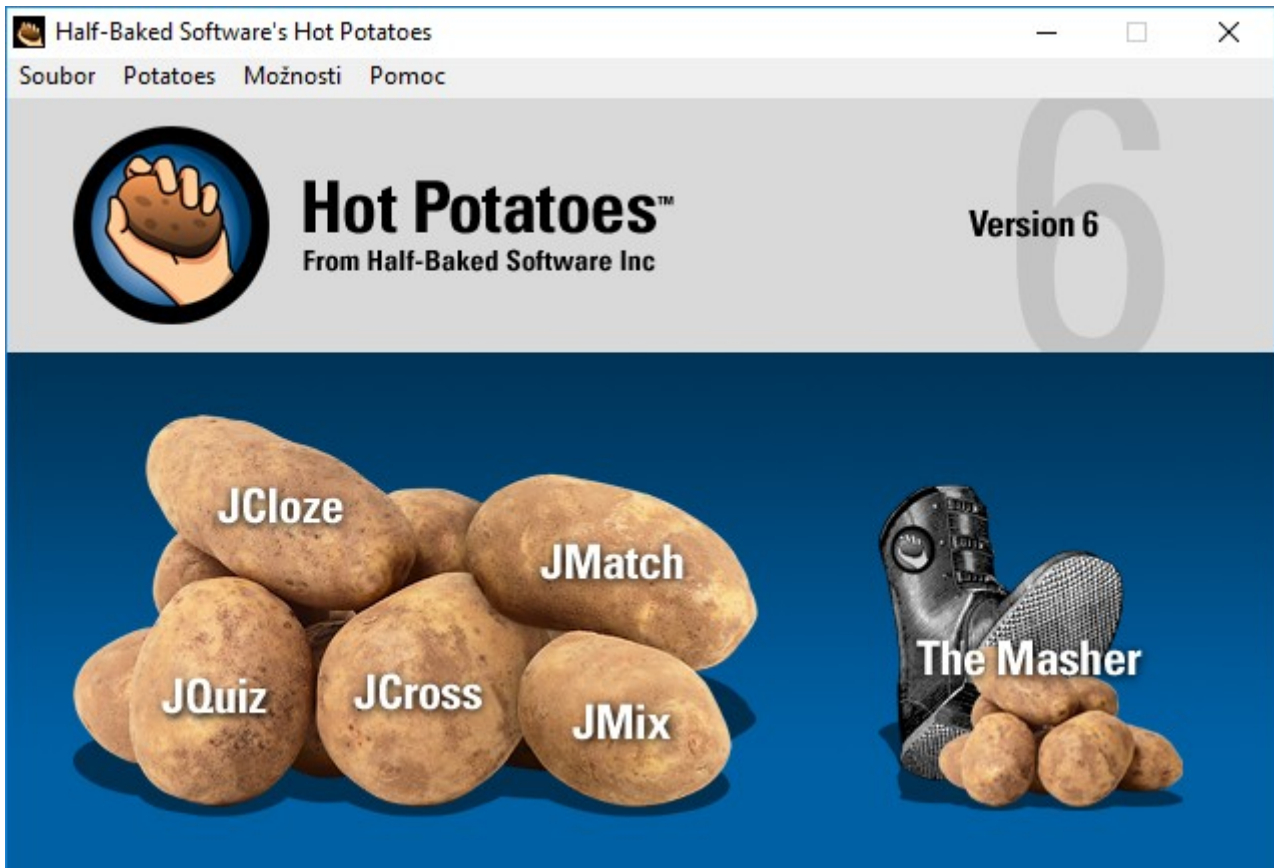 Half-Baked Software's Hot Potatoes
Soubor Potatoes Možnosti Pomoc
6
Hot Potatoes™
Version 6
From Half-Baked Software Inc
JCloze
JMatch
The Masher
JQuiz
JCross
JMix